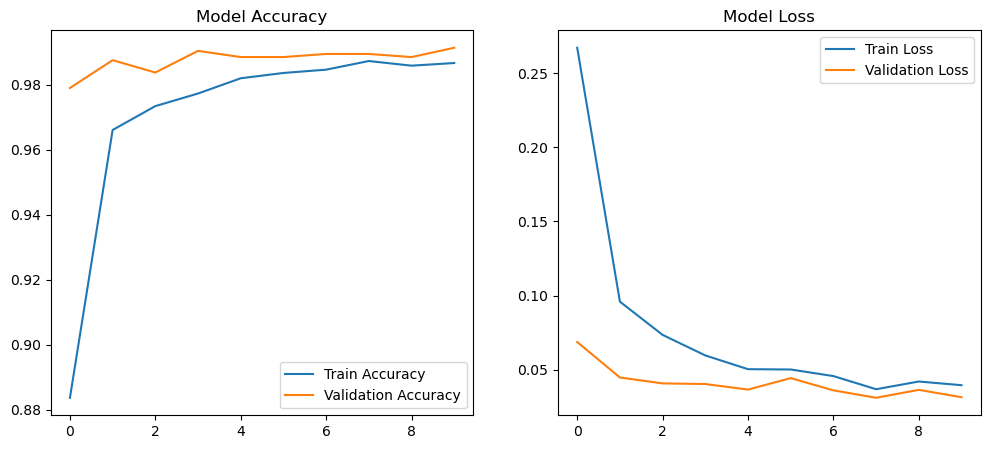 Model Accuracy
0.98
0.96
0.94
0.92
0.90
0.88
0 2 4 6 8
Train Accuracy
Validation Accuracy
Model Loss
0.25
0.20
0.15
0.10
0.05
0 2 4 6 8
Train Loss
Validation Loss